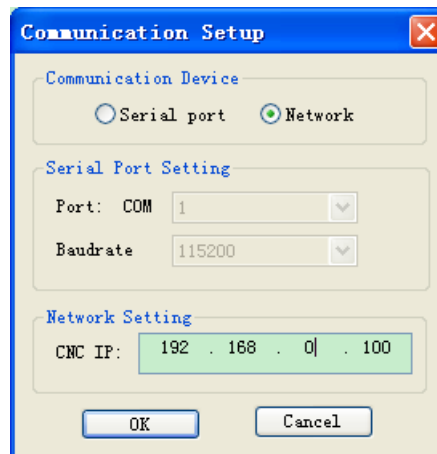 Communication Setup
Communication Device
Serial port Network
Serial Port Setting
Port: COM 1
Baudrate 115200
Network Setting
CNC IP: 192 . 168 . 0 . 100
OK Cancel